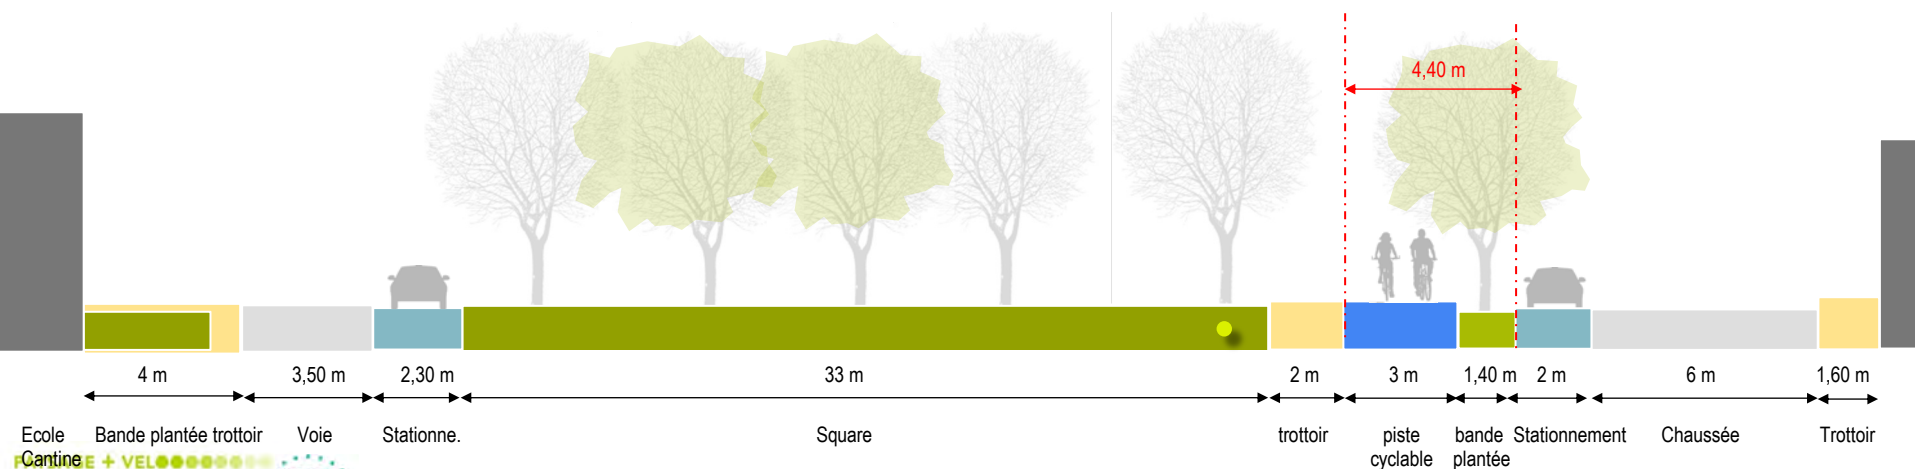 4,40 m
4 m 3,50 m 2,30 m 33 m 2 m 3 m 1,40 m 2 m 6 m 1,60 m
Ecole Bande plantée trottoir Voie Stationne. Square trottoir piste bande Stationnement Chaussée Trottoir
Cantine cyclable plantée
+ VELO